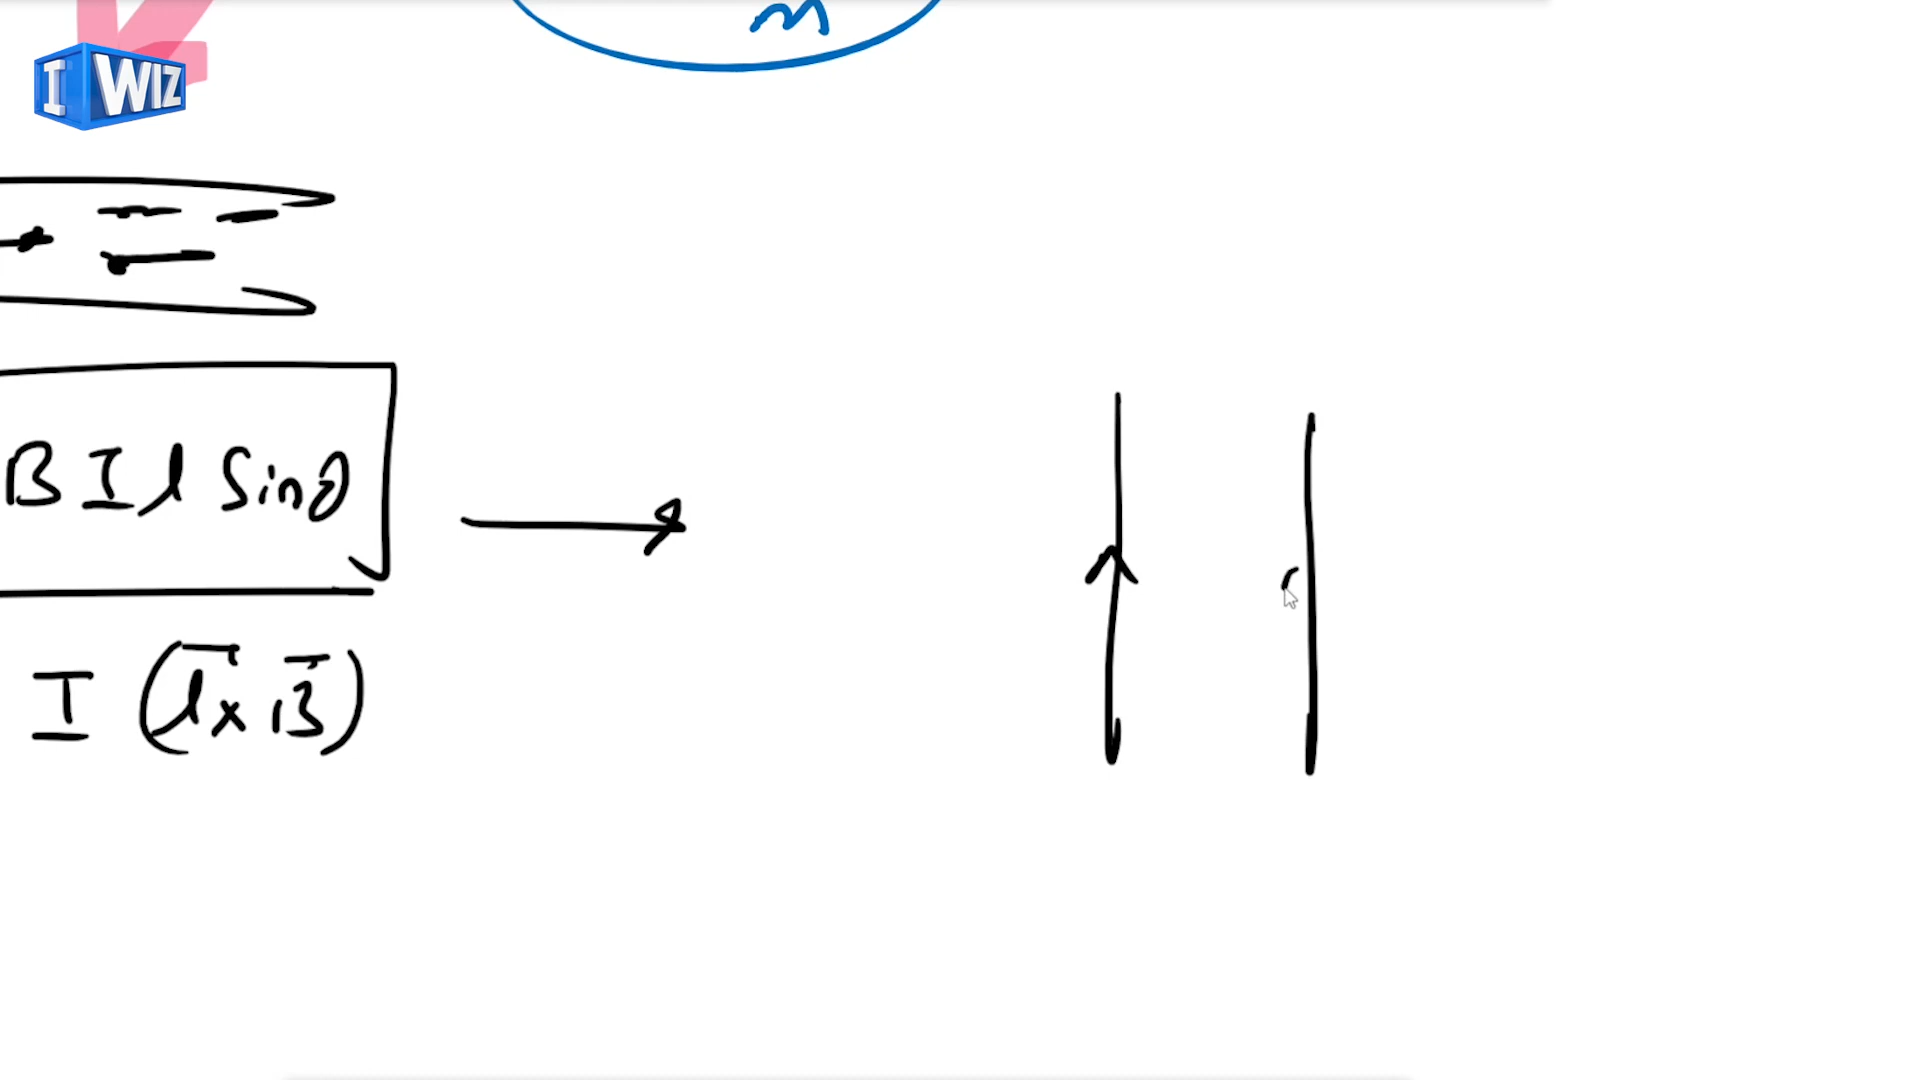 m
I WIZ
B I l Sinθ
I (l⃗ x B⃗)